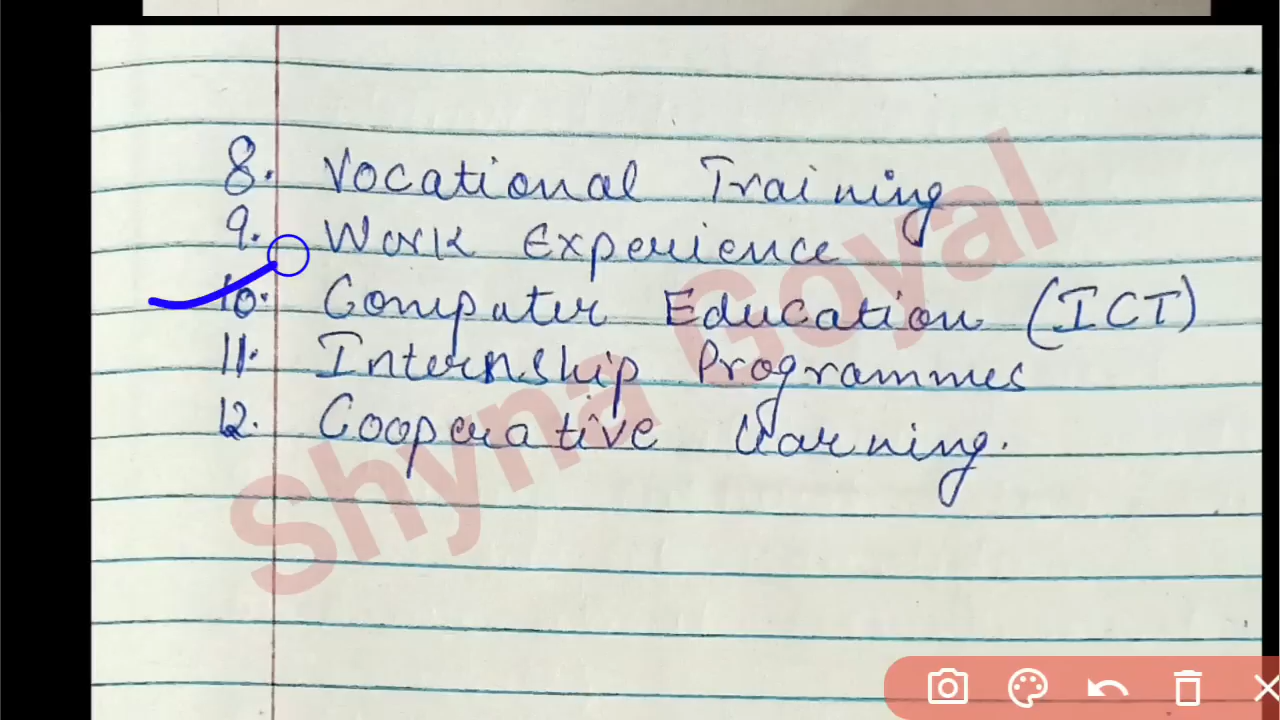 8. Vocational Training
9. Work Experience
10. Computer Education (ICT)
11. Internship Programmes
12. Cooperative learning.
Shyna Goyal